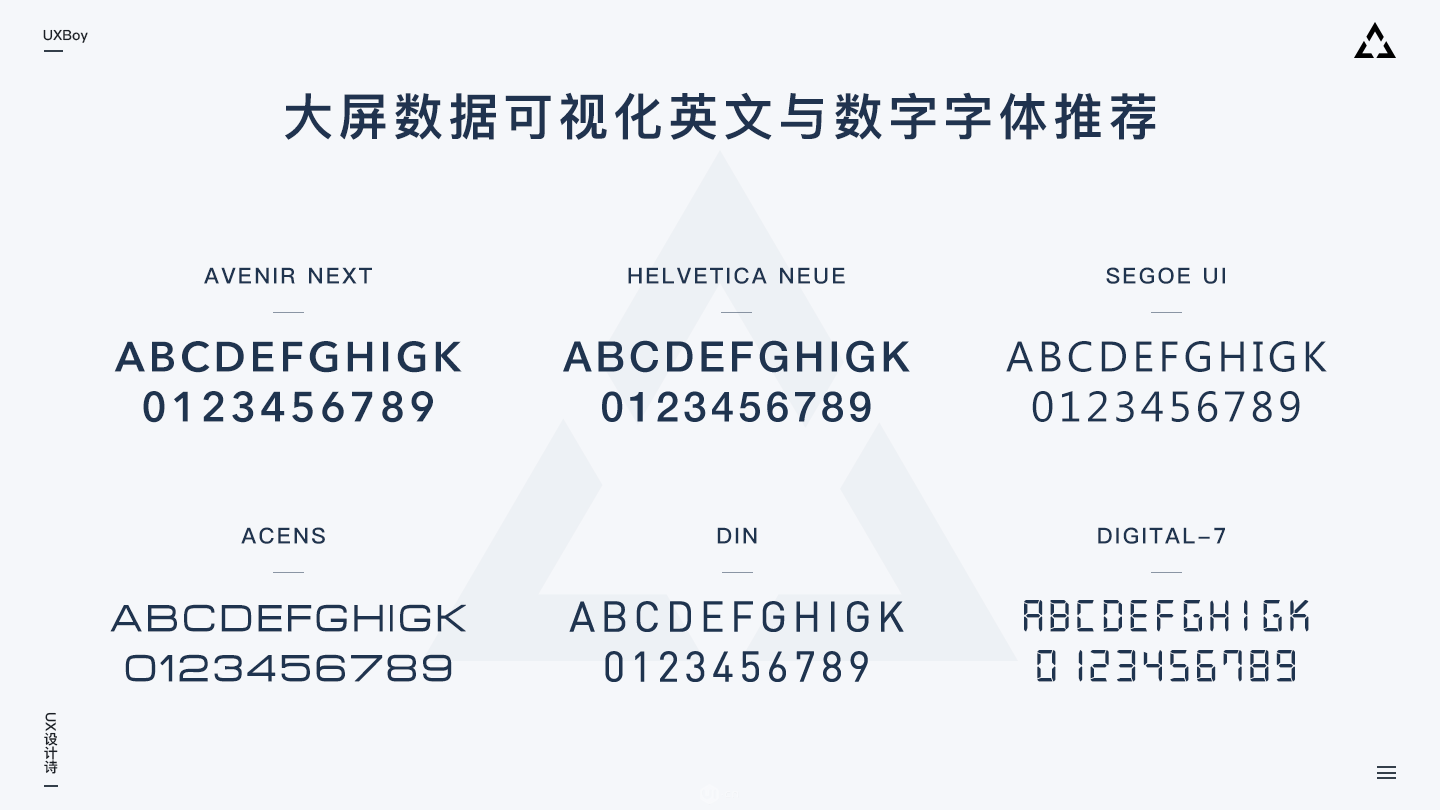 UXBoy
大屏数据可视化英文与数字字体推荐
AVENIR NEXT
ABCDEFGHIGK
0123456789
HELVETICA NEUE
ABCDEFGHIGK
0123456789
SEGOE UI
ABCDEFGHIGK
0123456789
ACENS
ABCDEFGHIGK
0123456789
DIN
ABCDEFGHIGK
0123456789
DIGITAL-7
ABCDEFGHIGK
0123456789
UX设计诗